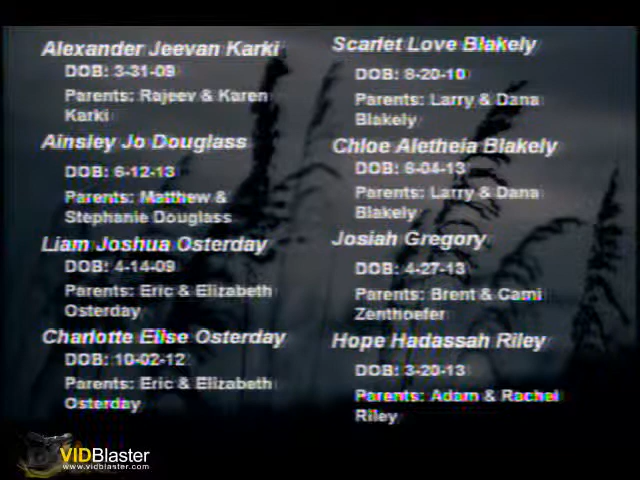 Alexander Jeevan Karki
DOB: 3-31-09
Parents: Rajeev & Karen
Karki
Ainsley Jo Douglass
DOB: 6-12-13
Parents: Matthew &
Stephanie Douglass
Liam Joshua Osterday
DOB: 4-14-09
Parents: Eric & Elizabeth
Osterday
Charlotte Elise Osterday
DOB: 10-02-12
Parents: Eric & Elizabeth
Osterday
Scarlet Love Blakely
DOB: 8-20-10
Parents: Larry & Dana
Blakely
Chloe Aletheia Blakely
DOB: 6-04-13
Parents: Larry & Dana
Blakely
Josiah Gregory
DOB: 4-27-13
Parents: Brent & Cami
Zenthoefer
Hope Hadassah Riley
DOB: 3-20-13
Parents: Adam & Rachel
Riley
VIDBlaster
www.vidblaster.com